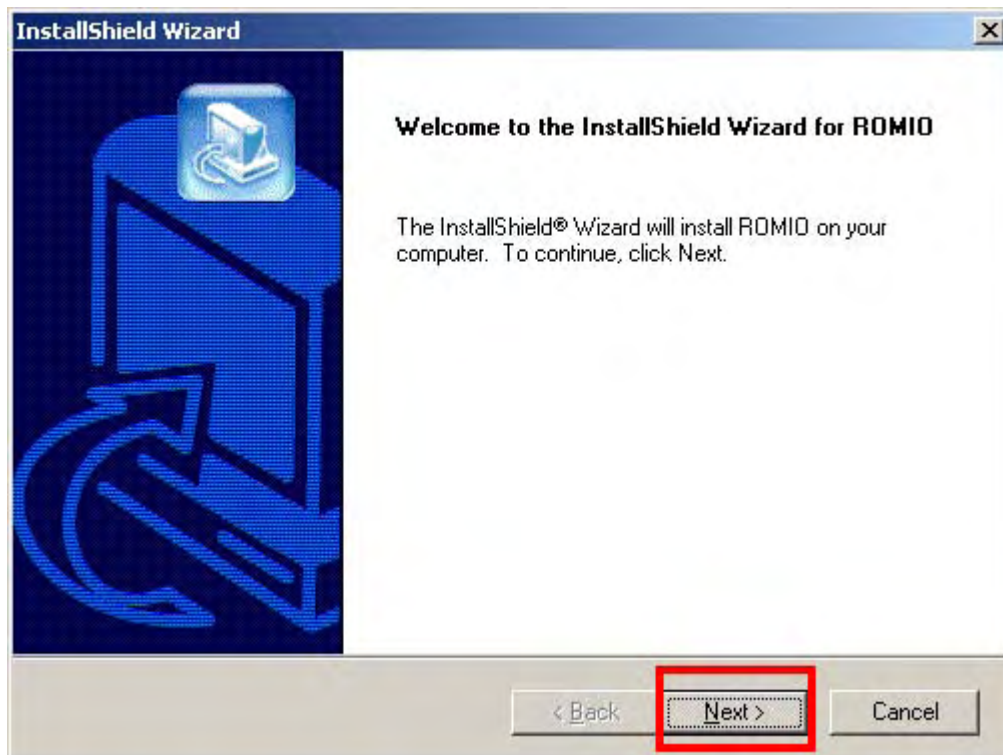 InstallShield Wizard
Welcome to the InstallShield Wizard for ROMIO
The InstallShield® Wizard will install ROMIO on your
computer. To continue, click Next.
< Back
Next >
Cancel